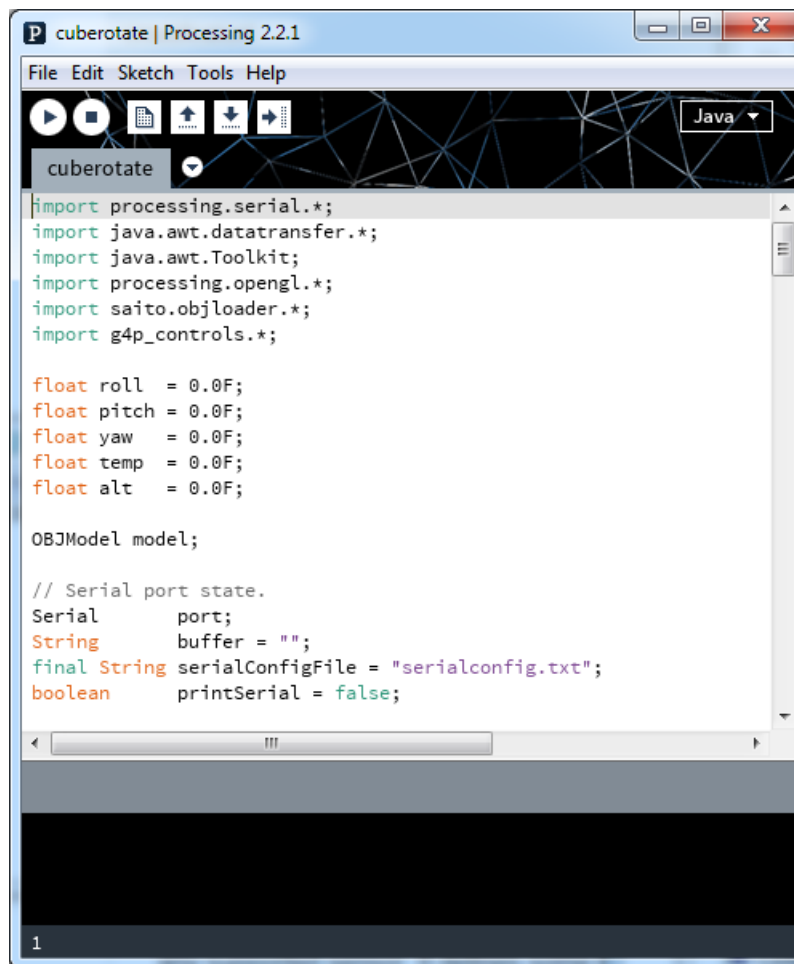 cuberotate | Processing 2.2.1
File Edit Sketch Tools Help
Java
cuberotate
import processing.serial.*;
import java.awt.datatransfer.*;
import java.awt.Toolkit;
import processing.opengl.*;
import saito.objloader.*;
import g4p_controls.*;
float roll  = 0.0F;
float pitch = 0.0F;
float yaw   = 0.0F;
float temp  = 0.0F;
float alt   = 0.0F;
OBJModel model;
// Serial port state.
Serial       port;
String       buffer = "";
final String serialConfigFile = "serialconfig.txt";
boolean      printSerial = false;
1